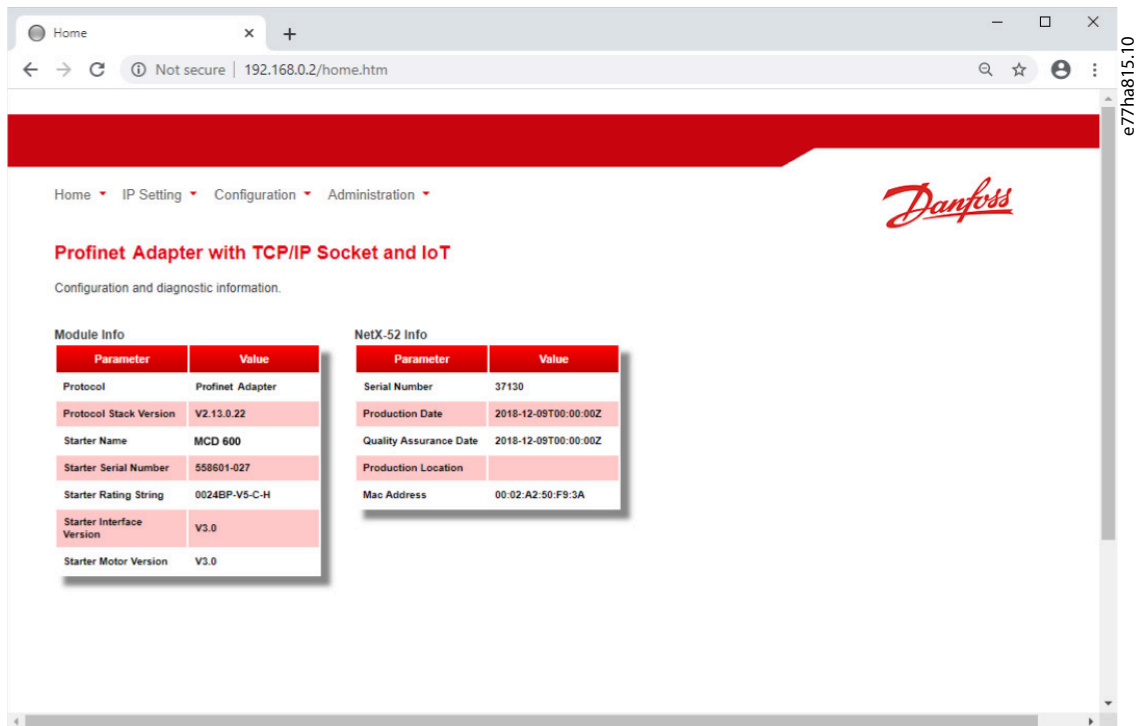 Home
Not secure | 192.168.0.2/home.htm
e77ha815.10
Home IP Setting Configuration Administration
Danfoss
Profinet Adapter with TCP/IP Socket and IoT
Configuration and diagnostic information.
Module Info
Parameter Value
Protocol Profinet Adapter
Protocol Stack Version V2.13.0.22
Starter Name MCD 600
Starter Serial Number 558601-027
Starter Rating String 0024BP-V5-C-H
Starter Interface
Version V3.0
Starter Motor Version V3.0
NetX-52 Info
Parameter Value
Serial Number 37130
Production Date 2018-12-09T00:00:00Z
Quality Assurance Date 2018-12-09T00:00:00Z
Production Location
Mac Address 00:02:A2:50:F9:3A